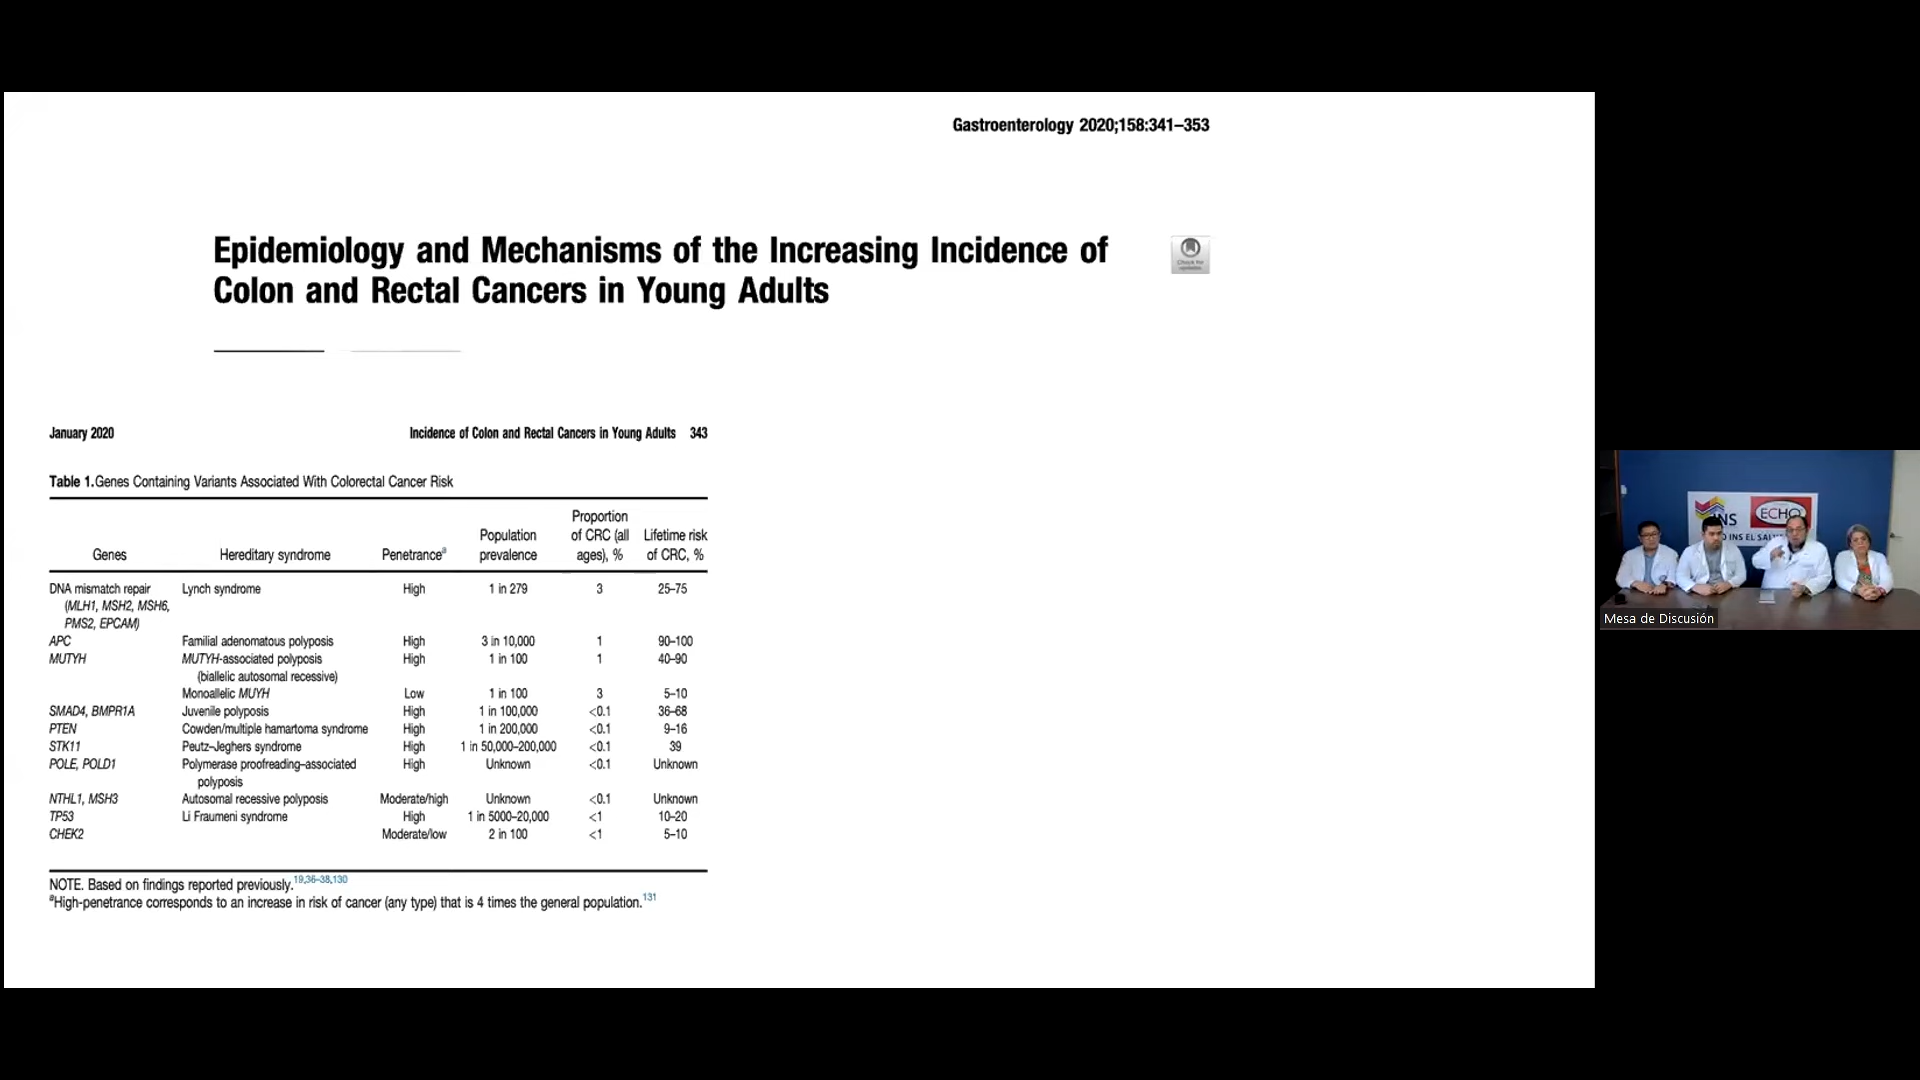 Gastroenterology 2020;158:341–353
Epidemiology and Mechanisms of the Increasing Incidence of
Colon and Rectal Cancers in Young Adults
Check for
updates
January 2020 Incidence of Colon and Rectal Cancers in Young Adults 343
Table 1. Genes Containing Variants Associated With Colorectal Cancer Risk
Genes Hereditary syndrome Penetranceª Population prevalence Proportion of CRC (all ages), % Lifetime risk of CRC, %
DNA mismatch repair Lynch syndrome High 1 in 279 3 25–75
(MLH1, MSH2, MSH6,
PMS2, EPCAM)
APC Familial adenomatous polyposis High 3 in 10,000 1 90–100
MUTYH MUTYH-associated polyposis High 1 in 100 1 40–90
(biallelic autosomal recessive)
Monoallelic MUYH Low 1 in 100 3 5–10
SMAD4, BMPR1A Juvenile polyposis High 1 in 100,000 <0.1 36–68
PTEN Cowden/multiple hamartoma syndrome High 1 in 200,000 <0.1 9–16
STK11 Peutz–Jeghers syndrome High 1 in 50,000–200,000 <0.1 39
POLE, POLD1 Polymerase proofreading–associated High Unknown <0.1 Unknown
polyposis
NTHL1, MSH3 Autosomal recessive polyposis Moderate/high Unknown <0.1 Unknown
TP53 Li Fraumeni syndrome High 1 in 5000–20,000 <1 10–20
CHEK2 Moderate/low 2 in 100 <1 5–10
NOTE. Based on findings reported previously.19,36–38,130
ªHigh-penetrance corresponds to an increase in risk of cancer (any type) that is 4 times the general population.131
INS
ECHO
INS EL
Mesa de Discusión